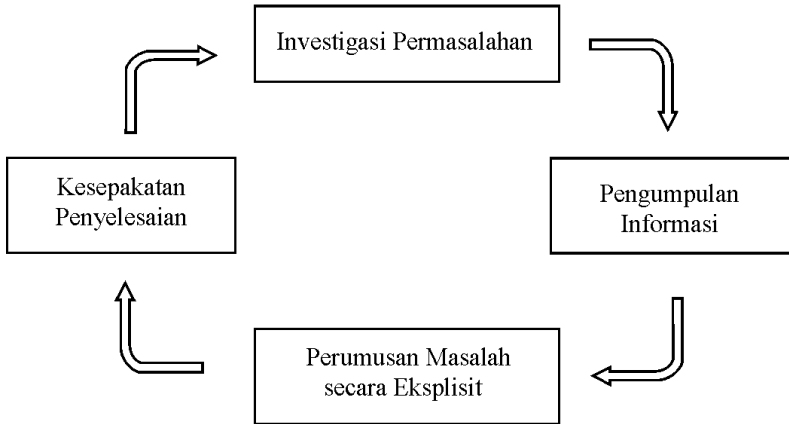 Investigasi Permasalahan
Pengumpulan
Informasi
Perumusan Masalah
secara Eksplisit
Kesepakatan
Penyelesaian